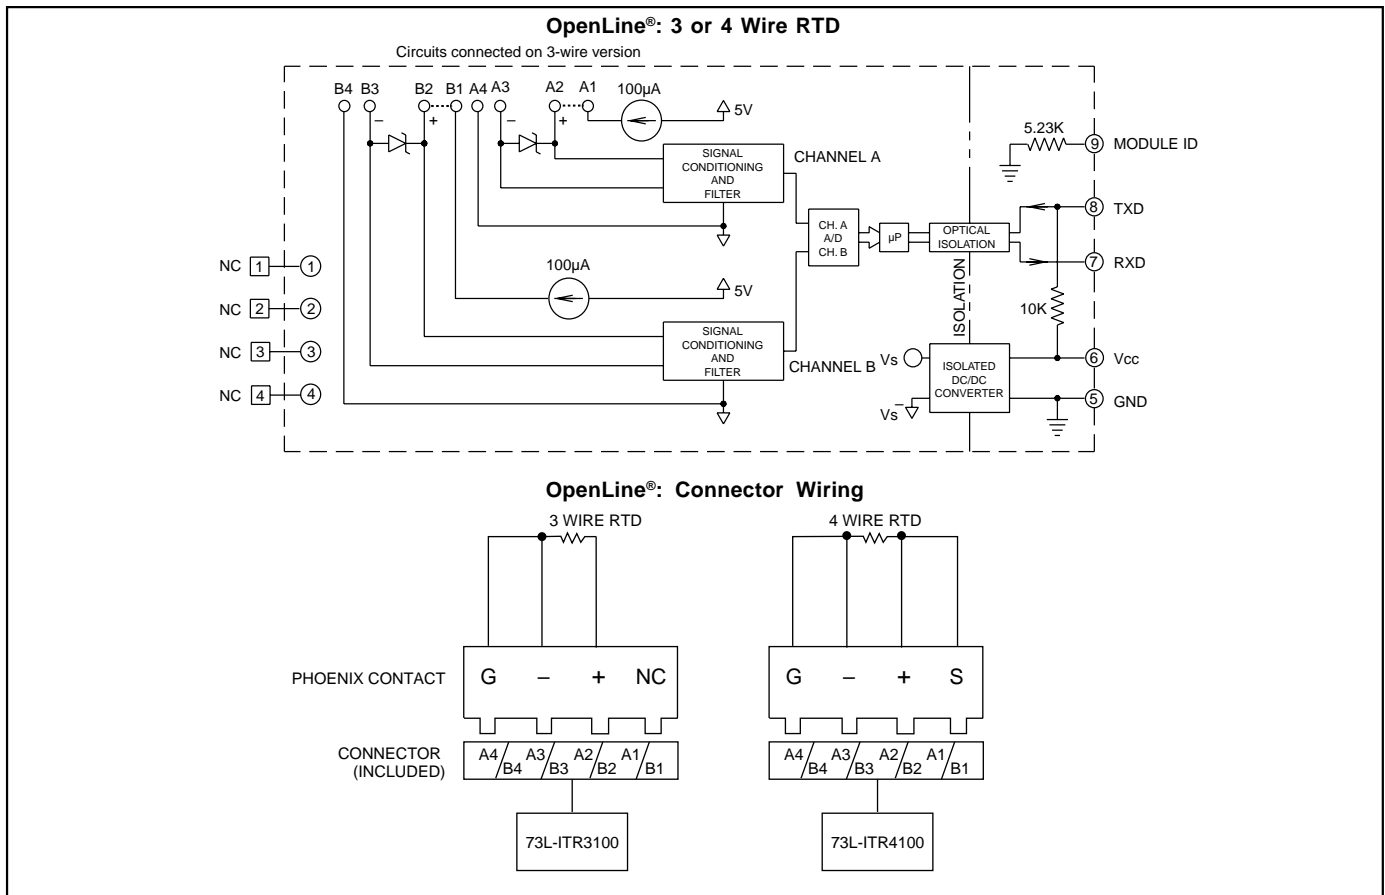 OpenLine®: 3 or 4 Wire RTD
Circuits connected on 3-wire version
B4 B3 B2 B1 A4 A3 A2 A1 100µA
5V
– + – +
5.23K
9 MODULE ID
SIGNAL
CONDITIONING
AND
FILTER
CHANNEL A
8 TXD
CH. A
A/D
CH. B
µP
OPTICAL
ISOLATION
7 RXD
NC 1 1
100µA
5V
ISOLATION
10K
NC 2 2
SIGNAL
CONDITIONING
AND
FILTER
CHANNEL B
NC 3 3
Vs
ISOLATED
DC/DC
CONVERTER
6 Vcc
NC 4 4
Vs –
5 GND
OpenLine®: Connector Wiring
3 WIRE RTD
4 WIRE RTD
PHOENIX CONTACT
G – + NC
G – + S
CONNECTOR
(INCLUDED)
A4/B4 A3/B3 A2/B2 A1/B1
A4/B4 A3/B3 A2/B2 A1/B1
73L-ITR3100
73L-ITR4100